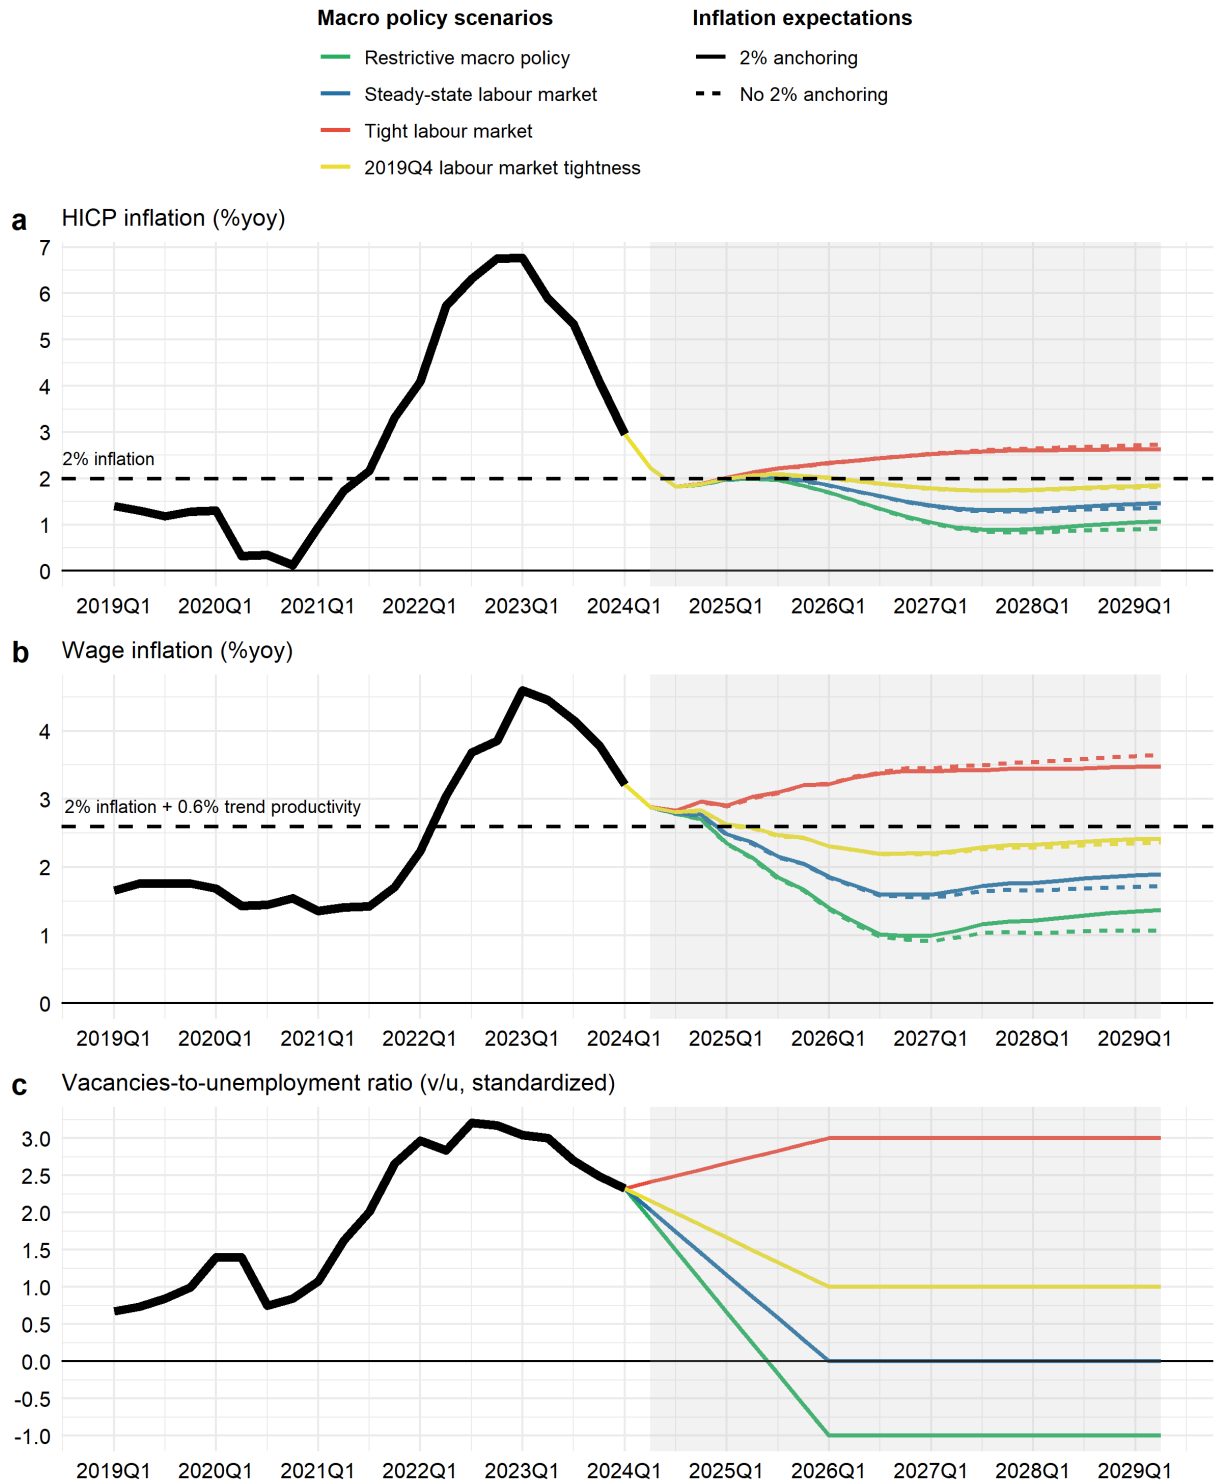 Macro policy scenarios
Restrictive macro policy
Steady-state labour market
Tight labour market
2019Q4 labour market tightness
Inflation expectations
2% anchoring
No 2% anchoring
a HICP inflation (%yoy)
7
6
5
4
3
2
1
0
2% inflation
2019Q1 2020Q1 2021Q1 2022Q1 2023Q1 2024Q1 2025Q1 2026Q1 2027Q1 2028Q1 2029Q1
b Wage inflation (%yoy)
4
3
2
1
0
2% inflation + 0.6% trend productivity
2019Q1 2020Q1 2021Q1 2022Q1 2023Q1 2024Q1 2025Q1 2026Q1 2027Q1 2028Q1 2029Q1
c Vacancies-to-unemployment ratio (v/u, standardized)
3.0
2.5
2.0
1.5
1.0
0.5
0.0
-0.5
-1.0
2019Q1 2020Q1 2021Q1 2022Q1 2023Q1 2024Q1 2025Q1 2026Q1 2027Q1 2028Q1 2029Q1